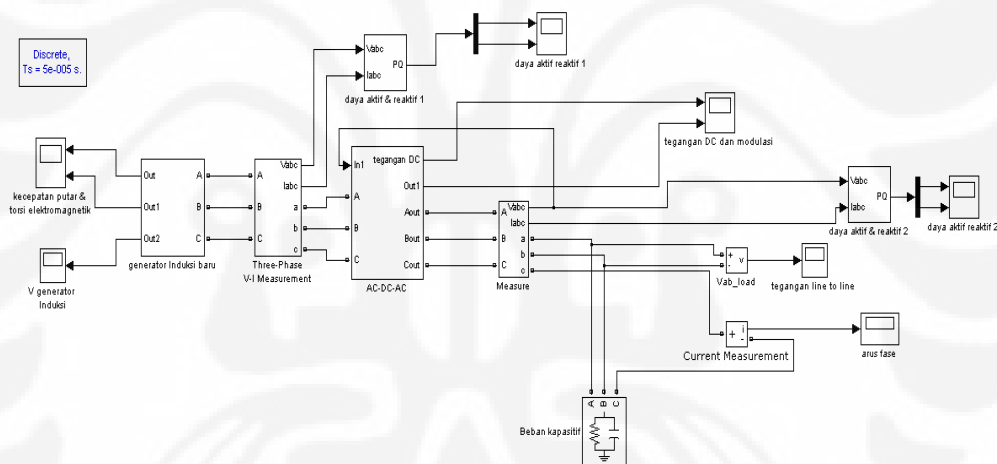 Discrete,
Ts = 5e-005 s.
Vabc
Iabc
PQ
daya aktif & reaktif 1
daya aktif reaktif 1
tegangan DC dan modulasi
kecepatan putar &
torsi elektromagnetik
V generator
Induksi
Out
Out1
Out2
A
B
C
generator Induksi baru
A
B
C
Vabc
Iabc
a
b
c
Three-Phase
V-I Measurement
In1
A
B
C
tegangan DC
Out1
Aout
Bout
Cout
AC-DC-AC
A
B
C
Vabc
Iabc
a
b
c
Measure
Vabc
Iabc
PQ
daya aktif & reaktif 2
daya aktif reaktif 2
+
-
v
Vab_load
tegangan line to line
+
i
-
Current Measurement
arus fase
A
B
C
Beban kapasitif